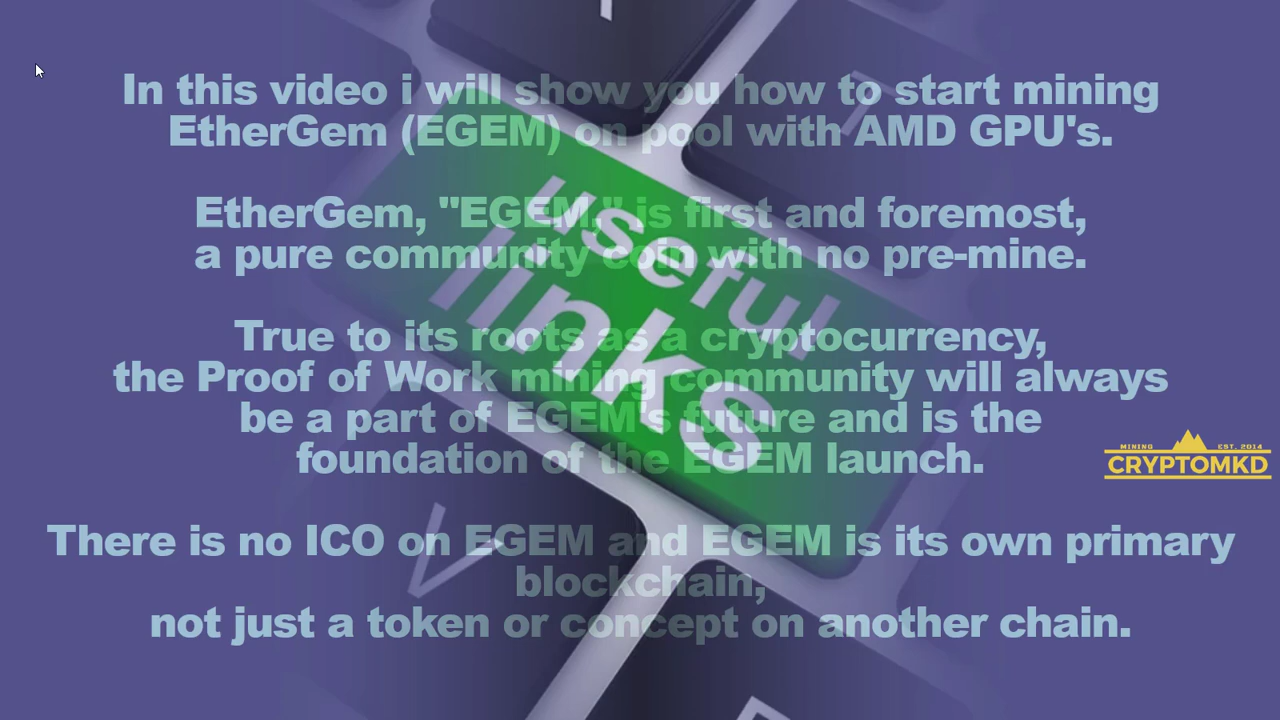 In this video i will show you how to start mining
EtherGem (EGEM) on pool with AMD GPU's.
EtherGem, "EGEM," is first and foremost,
a pure community coin with no pre-mine.
True to its roots as a cryptocurrency,
the Proof of Work mining community will always
be a part of EGEM's future and is the
foundation of the EGEM launch.
There is no ICO on EGEM and EGEM is its own primary
blockchain,
not just a token or concept on another chain.
useful
links
V
MINING EST. 2014
CRYPTOMKD